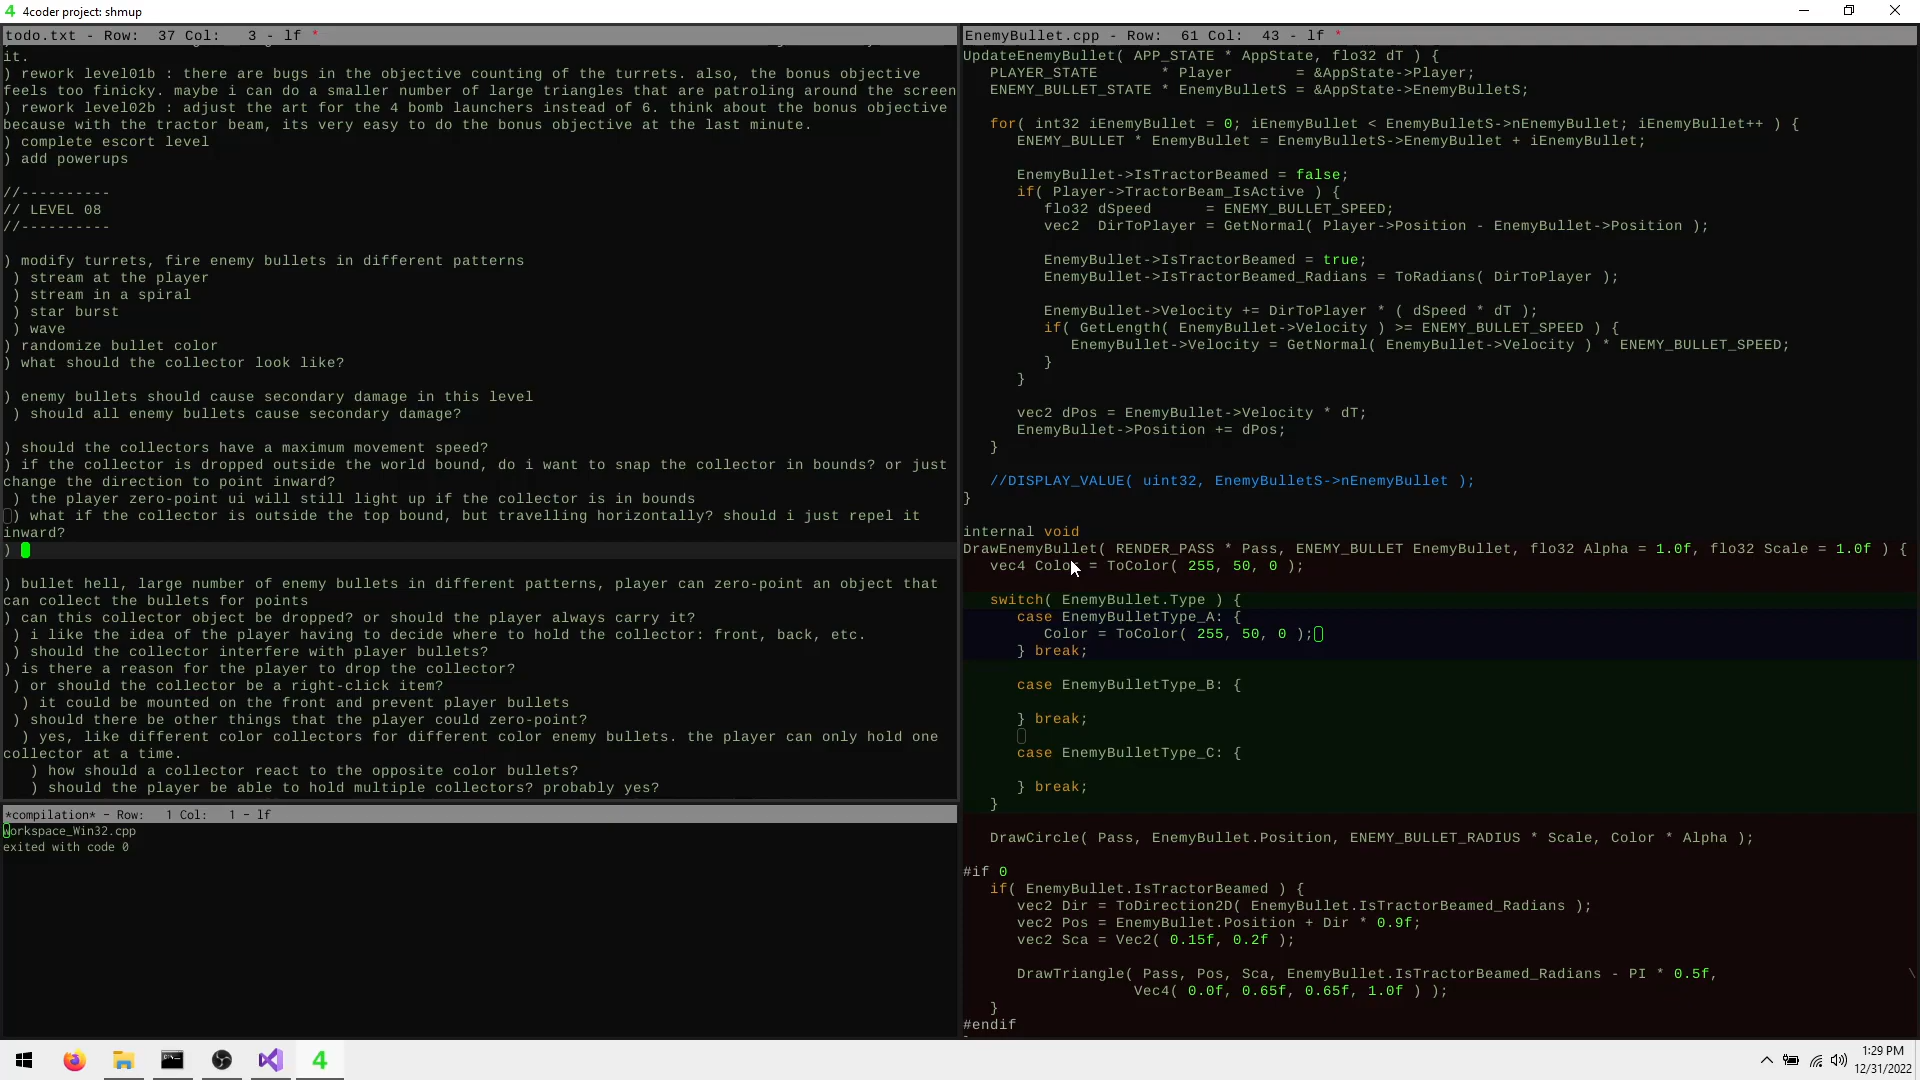 4 4coder project: shmup
todo.txt - Row: 37 Col: 3 - lf *
it.
) rework level01b : there are bugs in the objective counting of the turrets. also, the bonus objective
feels too finicky. maybe i can do a smaller number of large triangles that are patroling around the screen
) rework level02b : adjust the art for the 4 bomb launchers instead of 6. think about the bonus objective
because with the tractor beam, its very easy to do the bonus objective at the last minute.
) complete escort level
) add powerups
//----------
// LEVEL 08
//----------
) modify turrets, fire enemy bullets in different patterns
) stream at the player
) stream in a spiral
) star burst
) wave
) randomize bullet color
) what should the collector look like?
) enemy bullets should cause secondary damage in this level
) should all enemy bullets cause secondary damage?
) should the collectors have a maximum movement speed?
) if the collector is dropped outside the world bound, do i want to snap the collector in bounds? or just
change the direction to point inward?
) the player zero-point ui will still light up if the collector is in bounds
) what if the collector is outside the top bound, but travelling horizontally? should i just repel it
inward?
)
) bullet hell, large number of enemy bullets in different patterns, player can zero-point an object that
can collect the bullets for points
) can this collector object be dropped? or should the player always carry it?
) i like the idea of the player having to decide where to hold the collector: front, back, etc.
) should the collector interfere with player bullets?
) is there a reason for the player to drop the collector?
) or should the collector be a right-click item?
) it could be mounted on the front and prevent player bullets
) should there be other things that the player could zero-point?
) yes, like different color collectors for different color enemy bullets. the player can only hold one
collector at a time.
) how should a collector react to the opposite color bullets?
) should the player be able to hold multiple collectors? probably yes?
*compilation* - Row: 1 Col: 1 - lf
workspace_Win32.cpp
exited with code 0
EnemyBullet.cpp - Row: 61 Col: 43 - lf *
UpdateEnemyBullet( APP_STATE * AppState, flo32 dT ) {
PLAYER_STATE * Player = &AppState->Player;
ENEMY_BULLET_STATE * EnemyBulletS = &AppState->EnemyBulletS;
for( int32 iEnemyBullet = 0; iEnemyBullet < EnemyBulletS->nEnemyBullet; iEnemyBullet++ ) {
ENEMY_BULLET * EnemyBullet = EnemyBulletS->EnemyBullet + iEnemyBullet;
EnemyBullet->IsTractorBeamed = false;
if( Player->TractorBeam_IsActive ) {
flo32 dSpeed = ENEMY_BULLET_SPEED;
vec2 DirToPlayer = GetNormal( Player->Position - EnemyBullet->Position );
EnemyBullet->IsTractorBeamed = true;
EnemyBullet->IsTractorBeamed_Radians = ToRadians( DirToPlayer );
EnemyBullet->Velocity += DirToPlayer * ( dSpeed * dT );
if( GetLength( EnemyBullet->Velocity ) >= ENEMY_BULLET_SPEED ) {
EnemyBullet->Velocity = GetNormal( EnemyBullet->Velocity ) * ENEMY_BULLET_SPEED;
}
}
vec2 dPos = EnemyBullet->Velocity * dT;
EnemyBullet->Position += dPos;
}
//DISPLAY_VALUE( uint32, EnemyBulletS->nEnemyBullet );
}
internal void
DrawEnemyBullet( RENDER_PASS * Pass, ENEMY_BULLET EnemyBullet, flo32 Alpha = 1.0f, flo32 Scale = 1.0f ) {
vec4 Color = ToColor( 255, 50, 0 );
switch( EnemyBullet.Type ) {
case EnemyBulletType_A: {
Color = ToColor( 255, 50, 0 );
} break;
case EnemyBulletType_B: {
} break;
case EnemyBulletType_C: {
} break;
}
DrawCircle( Pass, EnemyBullet.Position, ENEMY_BULLET_RADIUS * Scale, Color * Alpha );
#if 0
if( EnemyBullet.IsTractorBeamed ) {
vec2 Dir = ToDirection2D( EnemyBullet.IsTractorBeamed_Radians );
vec2 Pos = EnemyBullet.Position + Dir * 0.9f;
vec2 Sca = Vec2( 0.15f, 0.2f );
DrawTriangle( Pass, Pos, Sca, EnemyBullet.IsTractorBeamed_Radians - PI * 0.5f, \
Vec4( 0.0f, 0.65f, 0.65f, 1.0f ) );
}
#endif
4
1:29 PM
12/31/2022